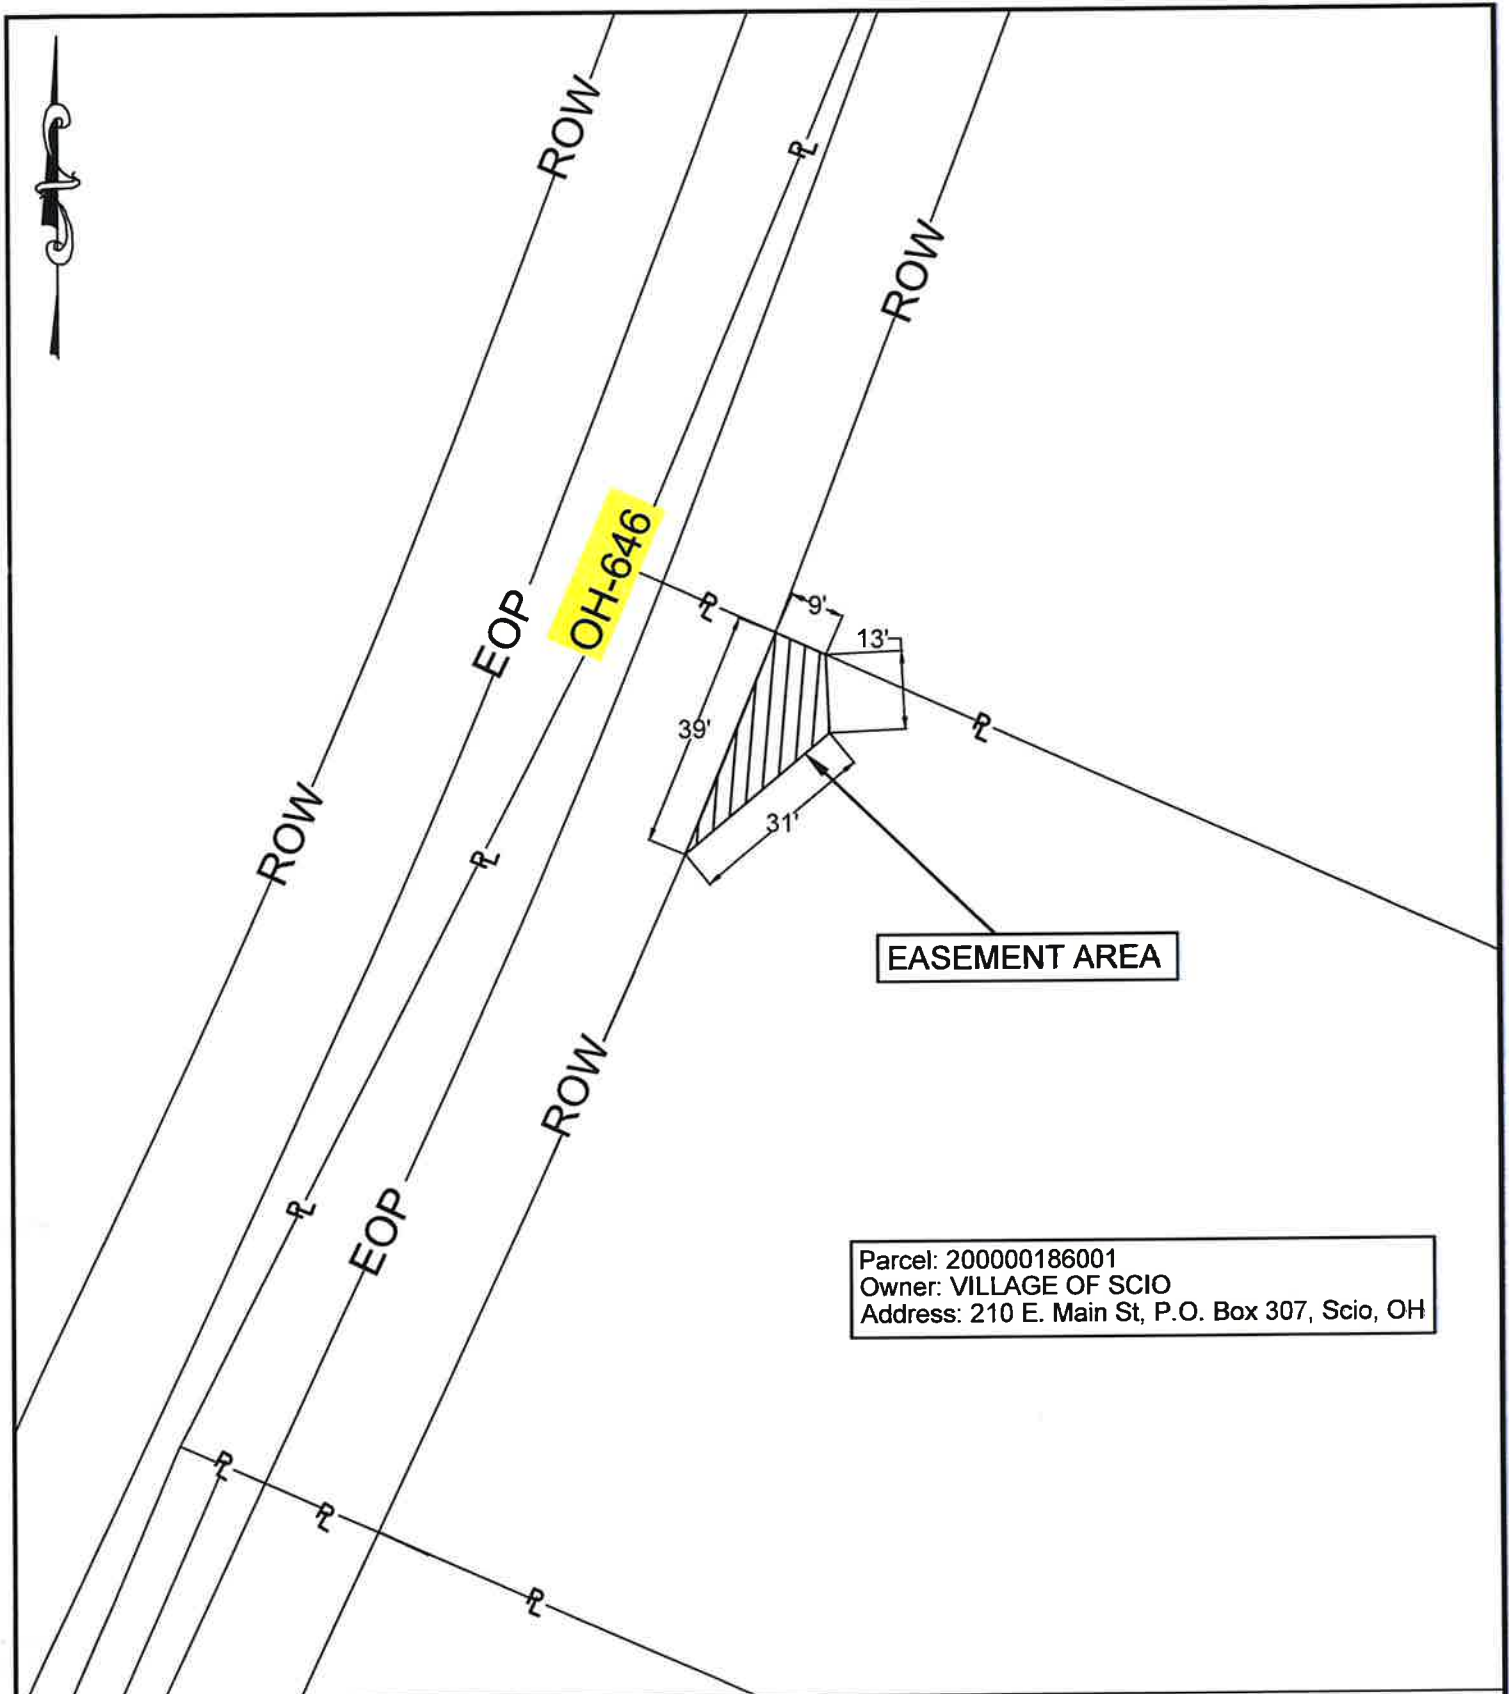 ROW
℄
ROW
OH-646
EOP
℄
9'
13'
39'
℄
ROW
31'
℄
EASEMENT AREA
ROW
℄
EOP
Parcel: 200000186001
Owner: VILLAGE OF SCIO
Address: 210 E. Main St, P.O. Box 307, Scio, OH
℄
℄
℄